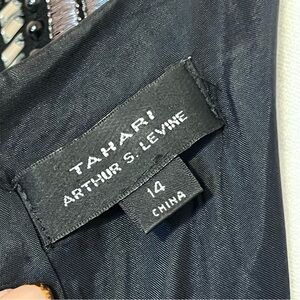 TAHARI
ARTHUR S. LEVINE
14
CHINA